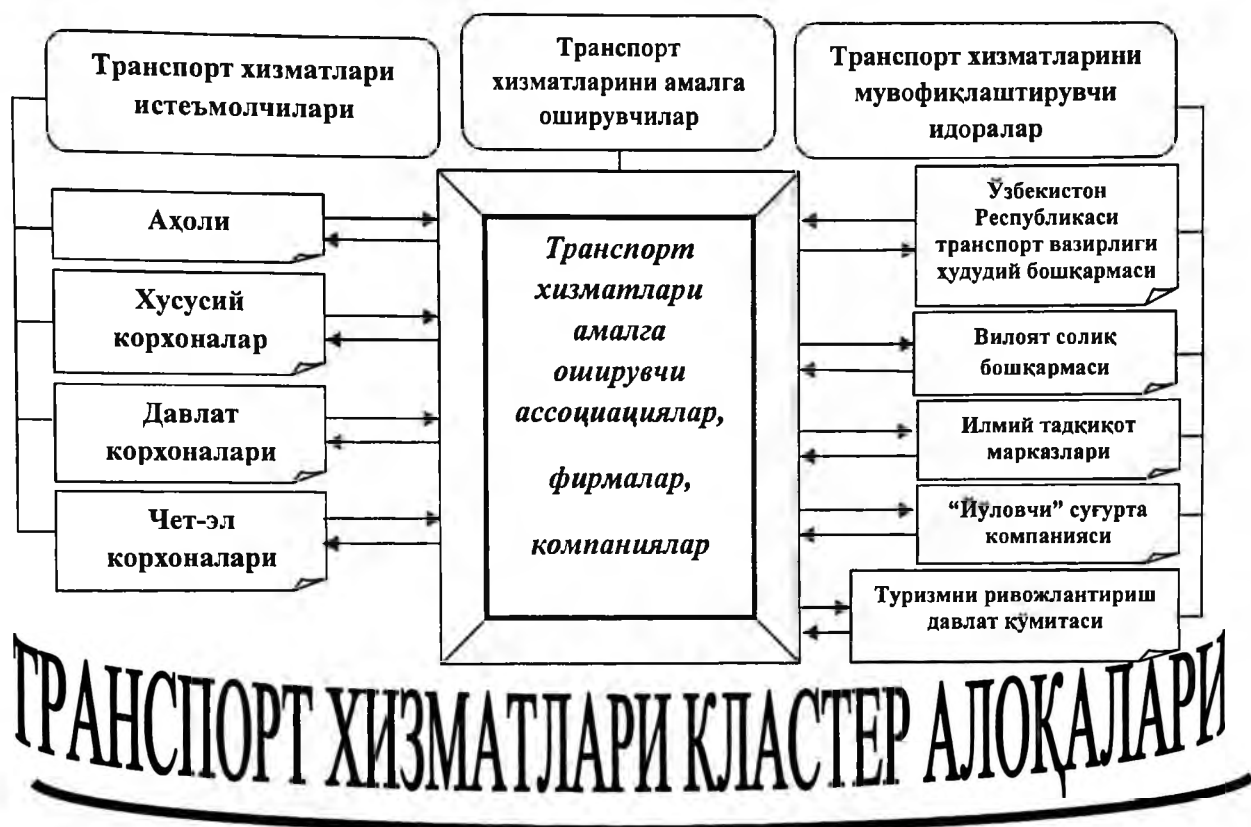 Транспорт хизматлари
истеъмолчилари
Транспорт
хизматларини амалга
оширувчилар
Транспорт хизматларини
мувофиқлаштирувчи
идоралар
Аҳоли
Хусусий
корхоналар
Давлат
корхоналари
Чет-эл
корхоналари
Транспорт
хизматлари
амалга
оширувчи
ассоциациялар,
фирмалар,
компаниялар
Ўзбекистон
Республикаси
транспорт вазирлиги
ҳудудий бошқармаси
Вилоят солиқ
бошқармаси
Илмий тадқиқот
марказлари
“Йўловчи” суғурта
компанияси
Туризмни ривожлантириш
давлат қўмитаси
ТРАНСПОРТ ХИЗМАТЛАРИ КЛАСТЕР АЛОҚАЛАРИ